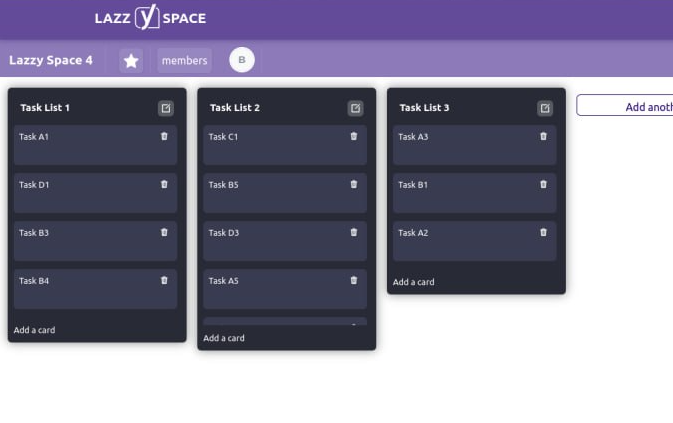 LAZZ y SPACE
Lazzy Space 4
members
B
Task List 1
Task A1
Task D1
Task B3
Task B4
Add a card
Task List 2
Task C1
Task B5
Task D3
Task A5
Add a card
Task List 3
Task A3
Task B1
Task A2
Add a card
Add anoth